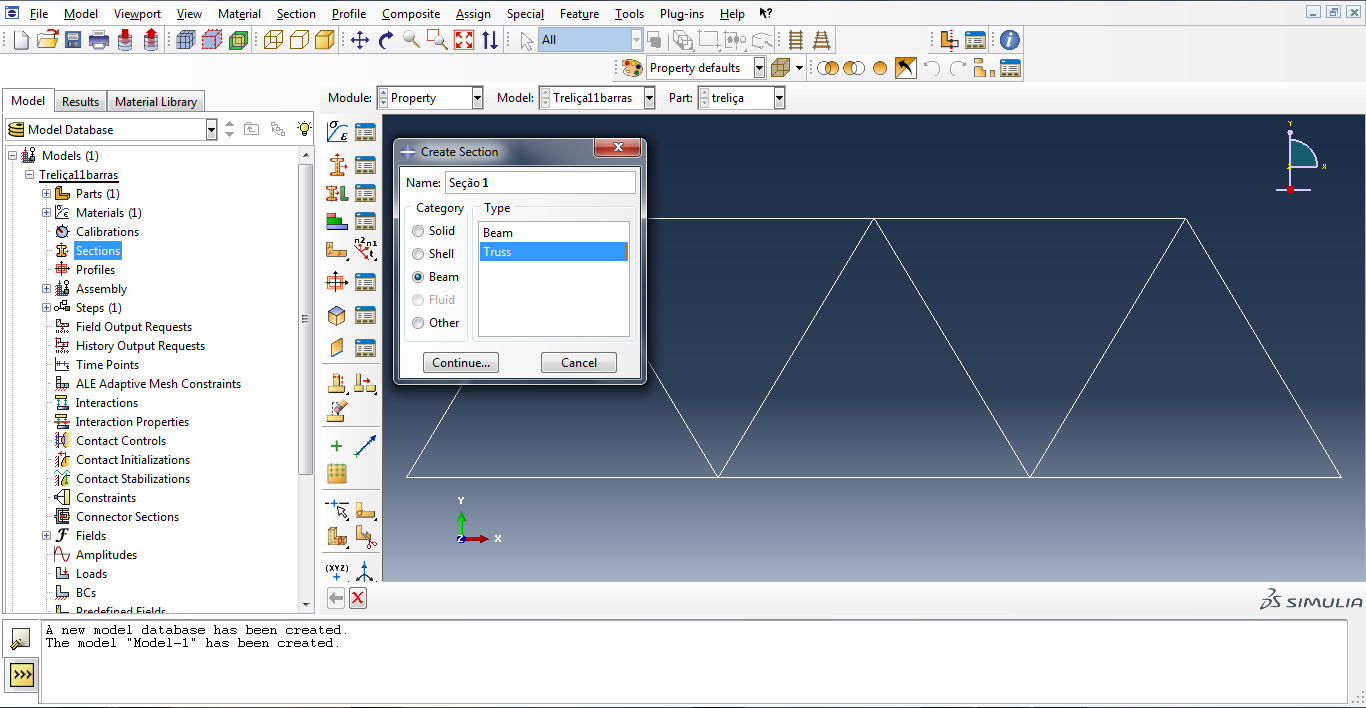 File Model Viewport View Material Section Profile Composite Assign Special Feature Tools Plug-ins Help
All
Property defaults
Model Results Material Library
Module: Property Model: Treliça11barras Part: treliça
Model Database
Models (1)
Treliça11barras
Parts (1)
Materials (1)
Calibrations
Sections
Profiles
Assembly
Steps (1)
Field Output Requests
History Output Requests
Time Points
ALE Adaptive Mesh Constraints
Interactions
Interaction Properties
Contact Controls
Contact Initializations
Contact Stabilizations
Constraints
Connector Sections
Fields
Amplitudes
Loads
BCs
Predefined Fields
Create Section
Name: Seção 1
Category Type
Solid
Shell
Beam
Fluid
Other
Beam
Truss
Continue... Cancel
(XYZ)
Y
X
Z
Y
X
Z
SIMULIA
A new model database has been created.
The model "Model-1" has been created.
>>>